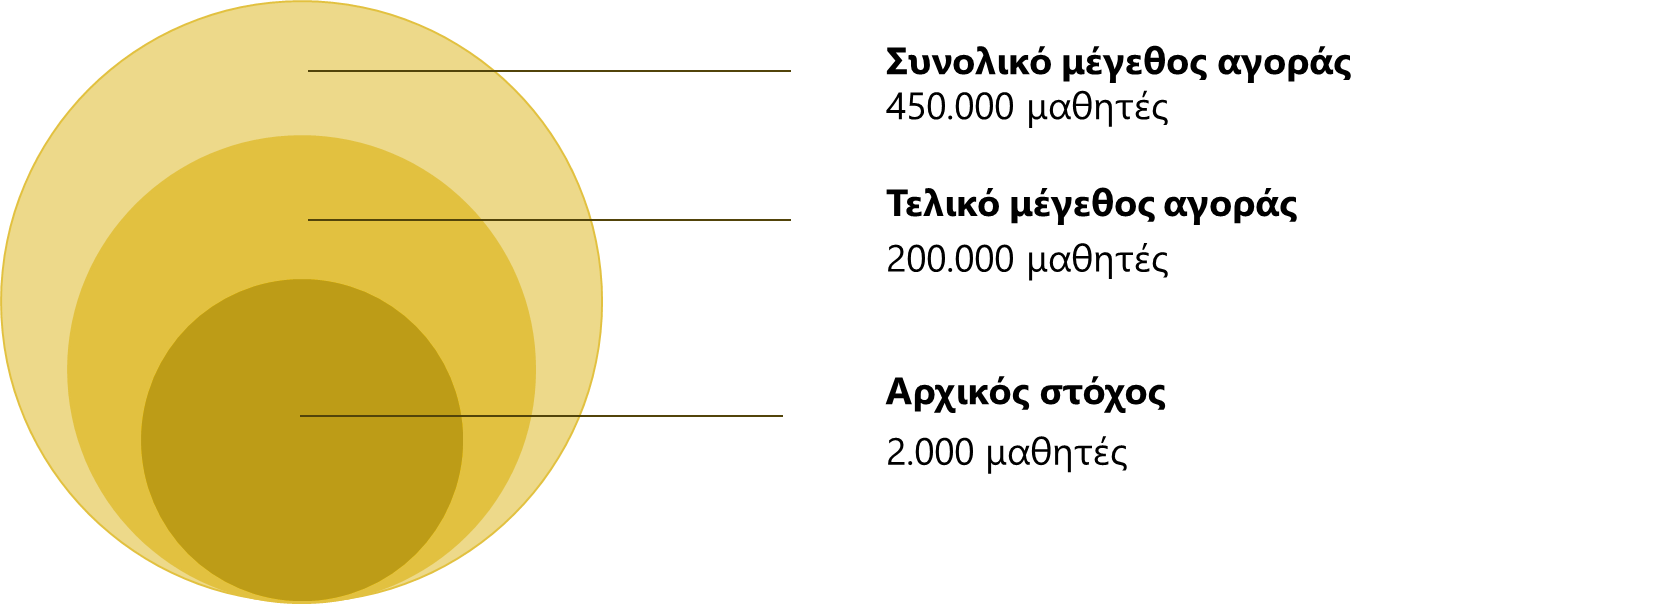 Συνολικό μέγεθος αγοράς
450.000 μαθητές
Τελικό μέγεθος αγοράς
200.000 μαθητές
Αρχικός στόχος
2.000 μαθητές